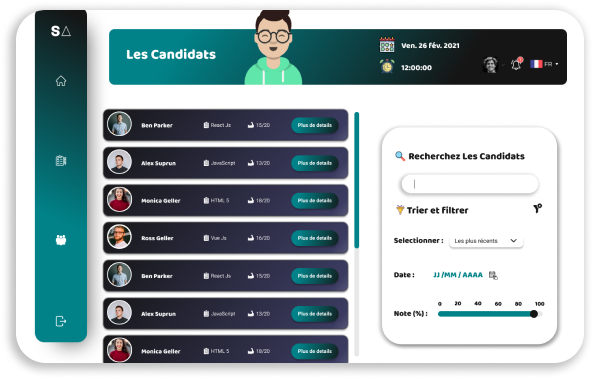 SA
Les Candidats
Ven. 26 Fév. 2021
12:00:00
FR
Ben Parker React Js 15/20 Plus de details
Alex Suprun JavaScript 13/20 Plus de details
Monica Geller HTML 5 18/20 Plus de details
Ross Geller Vue Js 16/20 Plus de details
Ben Parker React Js 15/20 Plus de details
Alex Suprun JavaScript 13/20 Plus de details
Monica Geller HTML 5 18/20 Plus de details
Recherchez Les Candidats
Trier et filtrer
Selectionner : Les plus récents
Date : JJ /MM / AAAA
0 20 40 60 80 100
Note (%) :